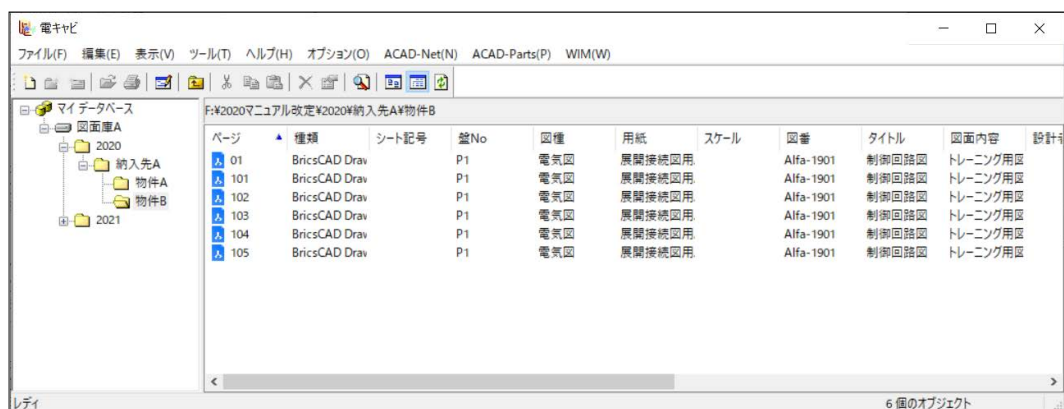 電キャビ
ファイル(F) 編集(E) 表示(V) ツール(T) ヘルプ(H) オプション(O) ACAD-Net(N) ACAD-Parts(P) WIM(W)
マイ データベース
図面庫A
2020
納入先A
物件A
物件B
2021
F:¥2020マニュアル改定¥2020¥納入先A¥物件B
ページ 種類 シート記号 盤No 図種 用紙 スケール 図番 タイトル 図面内容 設計
01 BricsCAD Drav P1 電気図 展開接続図用. Alfa-1901 制御回路図 トレーニング用図
101 BricsCAD Drav P1 電気図 展開接続図用. Alfa-1901 制御回路図 トレーニング用図
102 BricsCAD Drav P1 電気図 展開接続図用. Alfa-1901 制御回路図 トレーニング用図
103 BricsCAD Drav P1 電気図 展開接続図用. Alfa-1901 制御回路図 トレーニング用図
104 BricsCAD Drav P1 電気図 展開接続図用. Alfa-1901 制御回路図 トレーニング用図
105 BricsCAD Drav P1 電気図 展開接続図用. Alfa-1901 制御回路図 トレーニング用図
レディ 6 個のオブジェクト